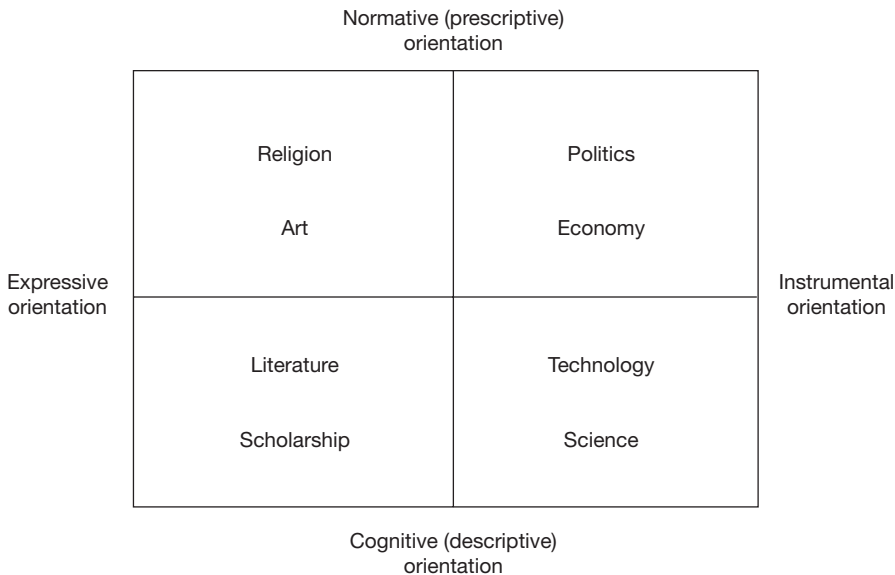 Normative (prescriptive)
orientation
Religion
Politics
Art
Economy
Expressive
orientation
Instrumental
orientation
Literature
Technology
Scholarship
Science
Cognitive (descriptive)
orientation